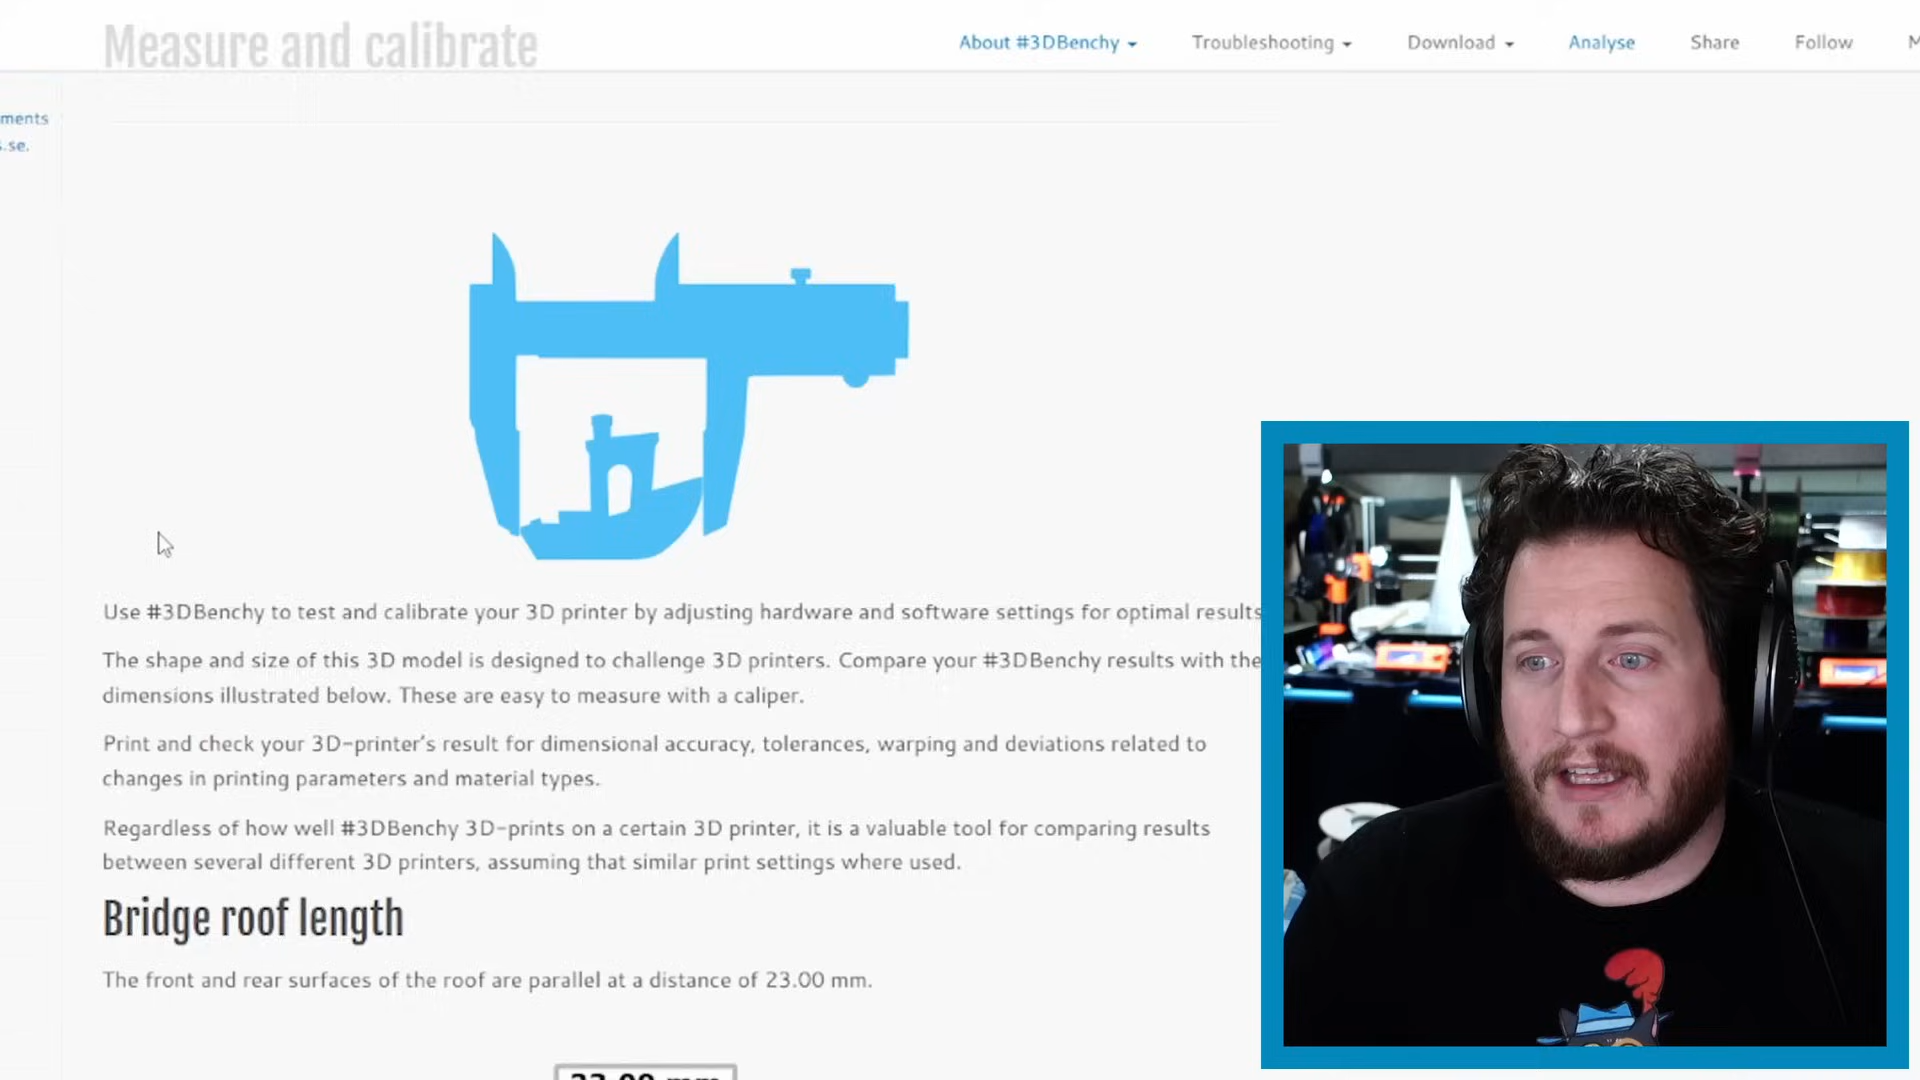 Measure and calibrate
About #3DBenchy
Troubleshooting
Download
Analyse
Share
Follow
ments
s.se.
Use #3DBenchy to test and calibrate your 3D printer by adjusting hardware and software settings for optimal results
The shape and size of this 3D model is designed to challenge 3D printers. Compare your #3DBenchy results with the
dimensions illustrated below. These are easy to measure with a caliper.
Print and check your 3D-printer's result for dimensional accuracy, tolerances, warping and deviations related to
changes in printing parameters and material types.
Regardless of how well #3DBenchy 3D-prints on a certain 3D printer, it is a valuable tool for comparing results
between several different 3D printers, assuming that similar print settings where used.
Bridge roof length
The front and rear surfaces of the roof are parallel at a distance of 23.00 mm.
23.00 mm